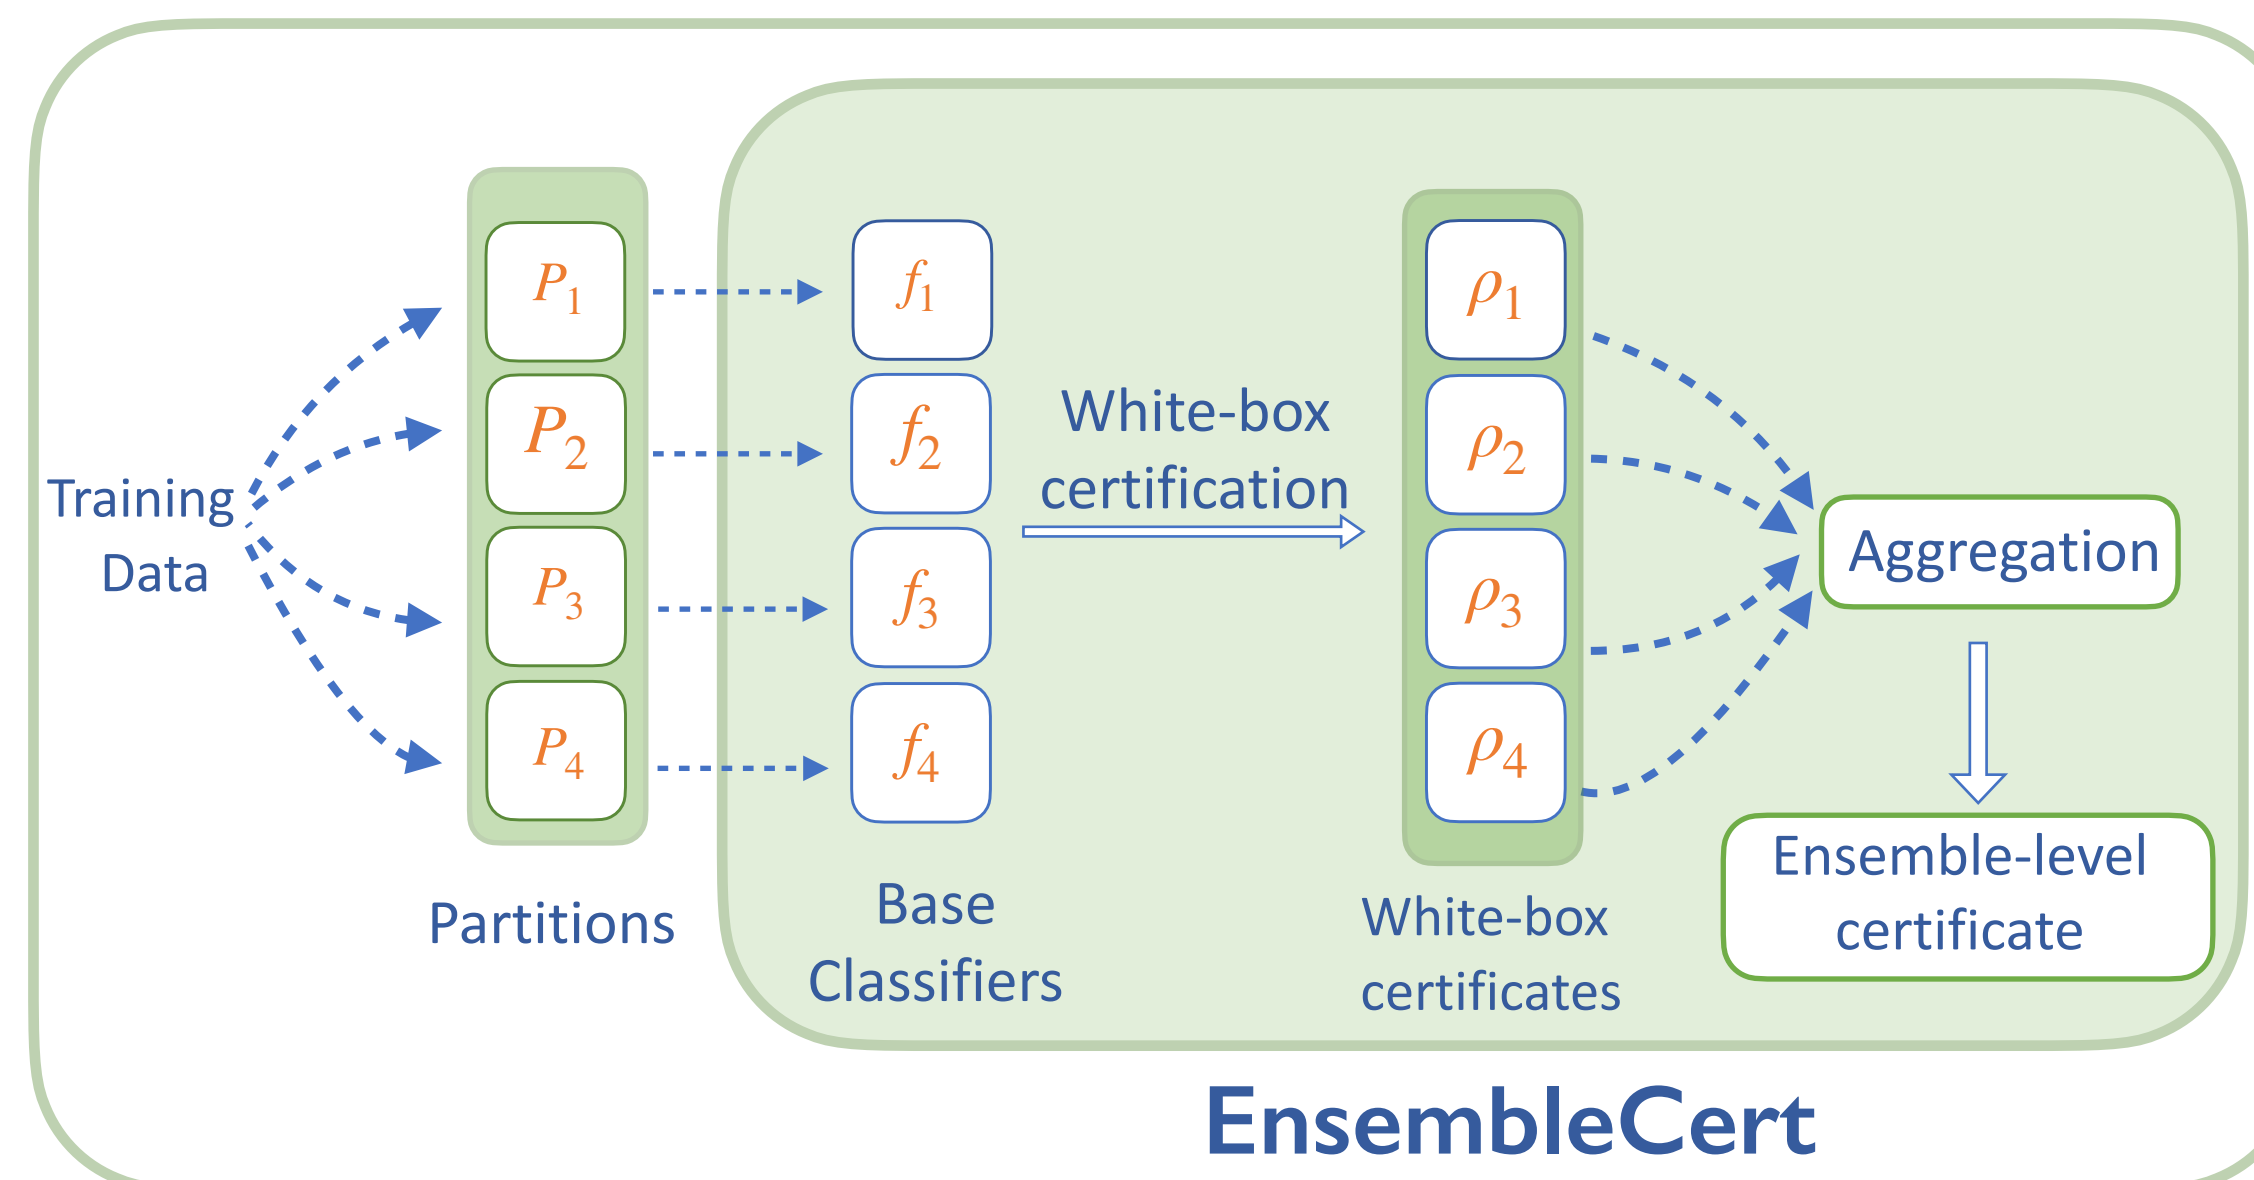 Training
Data
P1
P2
P3
P4
Partitions
f1
f2
f3
f4
Base
Classifiers
White-box
certification
ρ1
ρ2
ρ3
ρ4
White-box
certificates
Aggregation
Ensemble-level
certificate
EnsembleCert